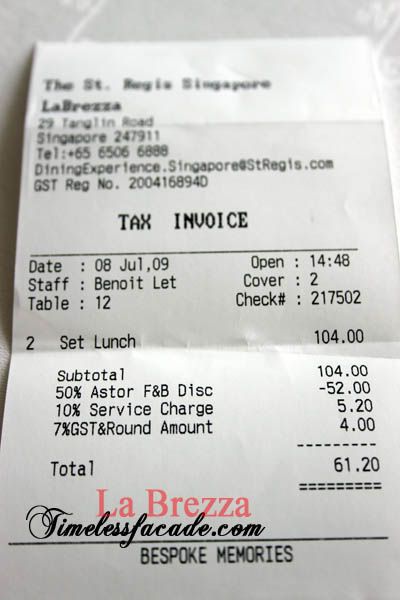 The St. Regis Singapore
LaBrezza
29 Tanglin Road
Singapore 247911
Tel:+65 6506 6888
DiningExperience.Singapore@StRegis.com
GST Reg No. 200416894D
TAX INVOICE
Date : 08 Jul,09 Open : 14:48
Staff : Benoit Let Cover : 2
Table : 12 Check# : 217502
2 Set Lunch 104.00
Subtotal 104.00
50% Astor F&B Disc -52.00
10% Service Charge 5.20
7%GST&Round Amount 4.00
---------
Total 61.20
=========
La Brezza
Timelessfacade.com
BESPOKE MEMORIES